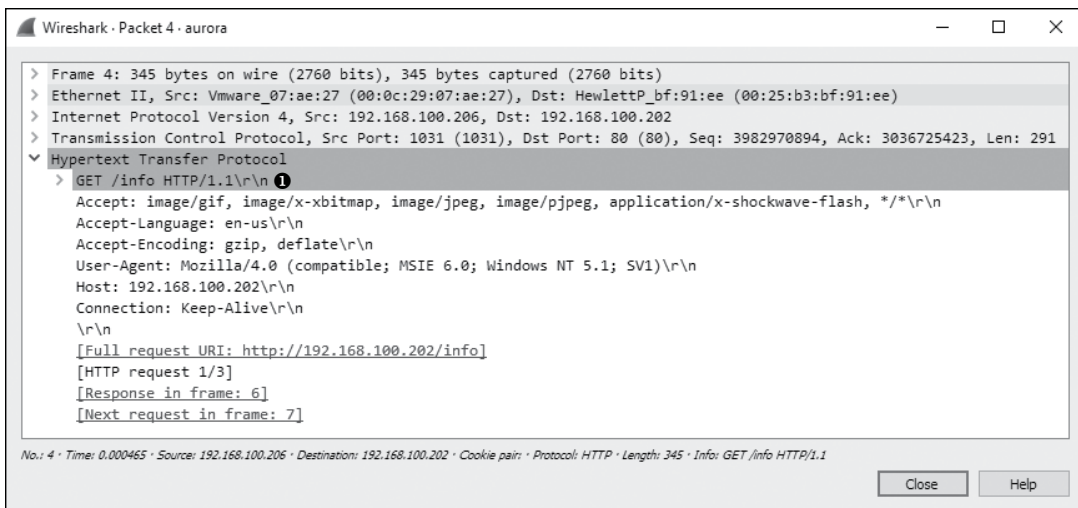 Wireshark · Packet 4 · aurora
Frame 4: 345 bytes on wire (2760 bits), 345 bytes captured (2760 bits)
Ethernet II, Src: Vmware_07:ae:27 (00:0c:29:07:ae:27), Dst: HewlettP_bf:91:ee (00:25:b3:bf:91:ee)
Internet Protocol Version 4, Src: 192.168.100.206, Dst: 192.168.100.202
Transmission Control Protocol, Src Port: 1031 (1031), Dst Port: 80 (80), Seq: 3982970894, Ack: 3036725423, Len: 291
Hypertext Transfer Protocol
GET /info HTTP/1.1\r\n ❶
Accept: image/gif, image/x-xbitmap, image/jpeg, image/pjpeg, application/x-shockwave-flash, */*\r\n
Accept-Language: en-us\r\n
Accept-Encoding: gzip, deflate\r\n
User-Agent: Mozilla/4.0 (compatible; MSIE 6.0; Windows NT 5.1; SV1)\r\n
Host: 192.168.100.202\r\n
Connection: Keep-Alive\r\n
\r\n
[Full request URI: http://192.168.100.202/info]
[HTTP request 1/3]
[Response in frame: 6]
[Next request in frame: 7]
No.: 4 · Time: 0.000465 · Source: 192.168.100.206 · Destination: 192.168.100.202 · Cookie pair: · Protocol: HTTP · Length: 345 · Info: GET /info HTTP/1.1
Close Help